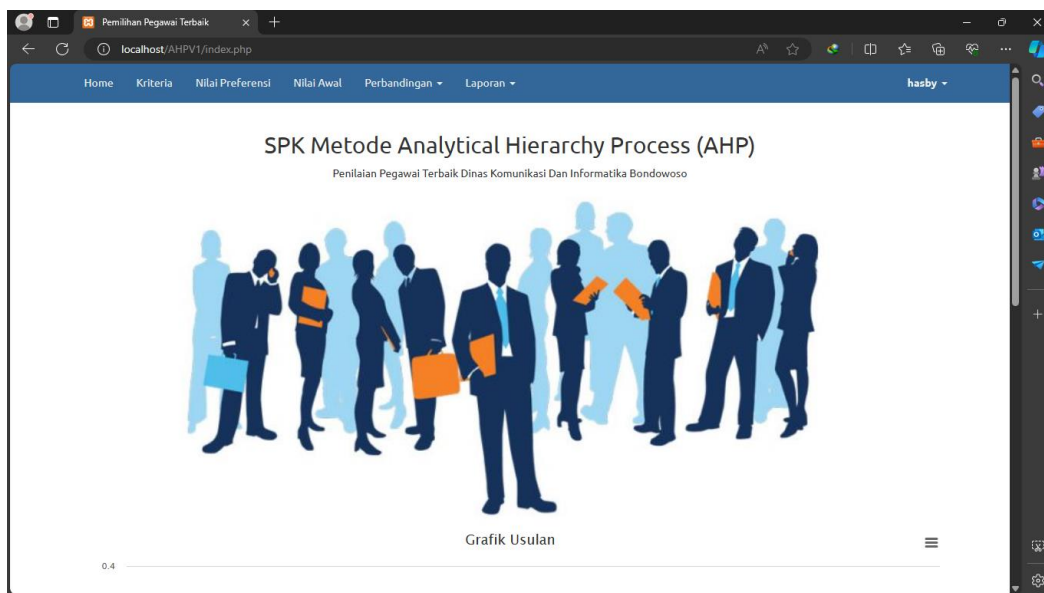 Pemilihan Pegawai Terbaik
localhost/AHPV1/index.php
Home Kriteria Nilai Preferensi Nilai Awal Perbandingan Laporan hasby
SPK Metode Analytical Hierarchy Process (AHP)
Penilaian Pegawai Terbaik Dinas Komunikasi Dan Informatika Bondowoso
Grafik Usulan
0.4